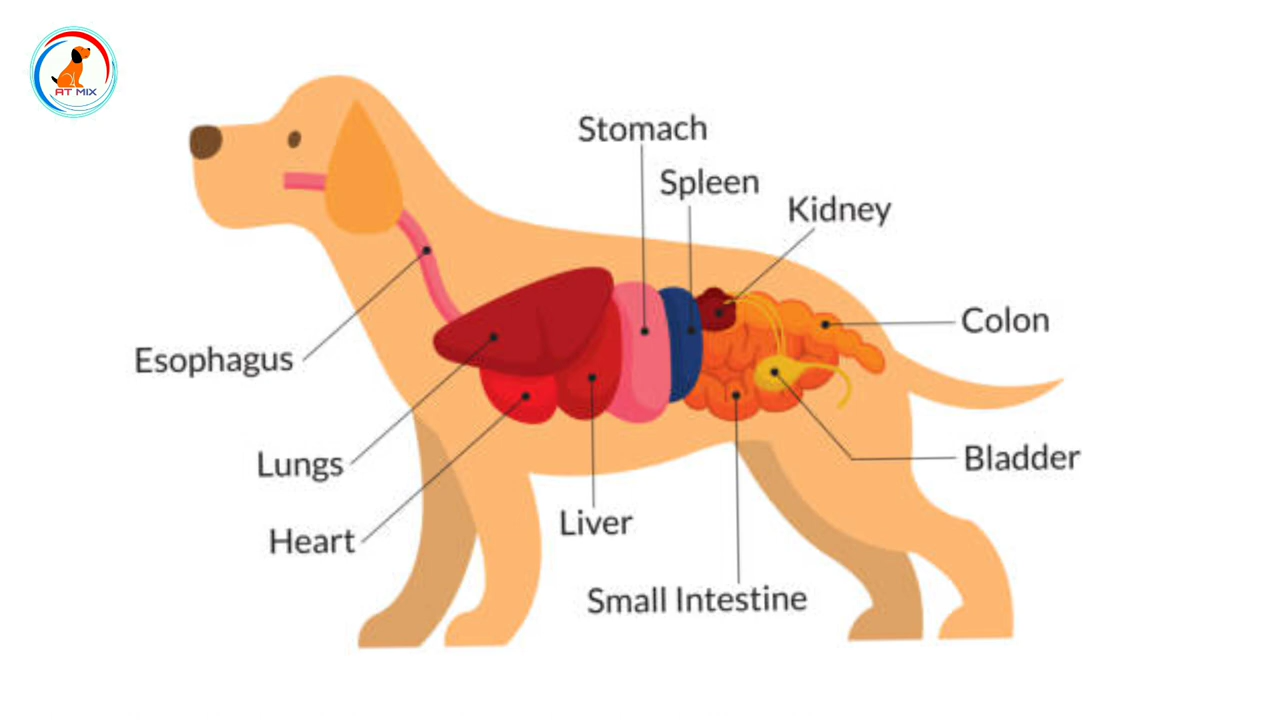 AT MIX
Stomach
Spleen
Kidney
Colon
Esophagus
Lungs
Bladder
Heart
Liver
Small Intestine